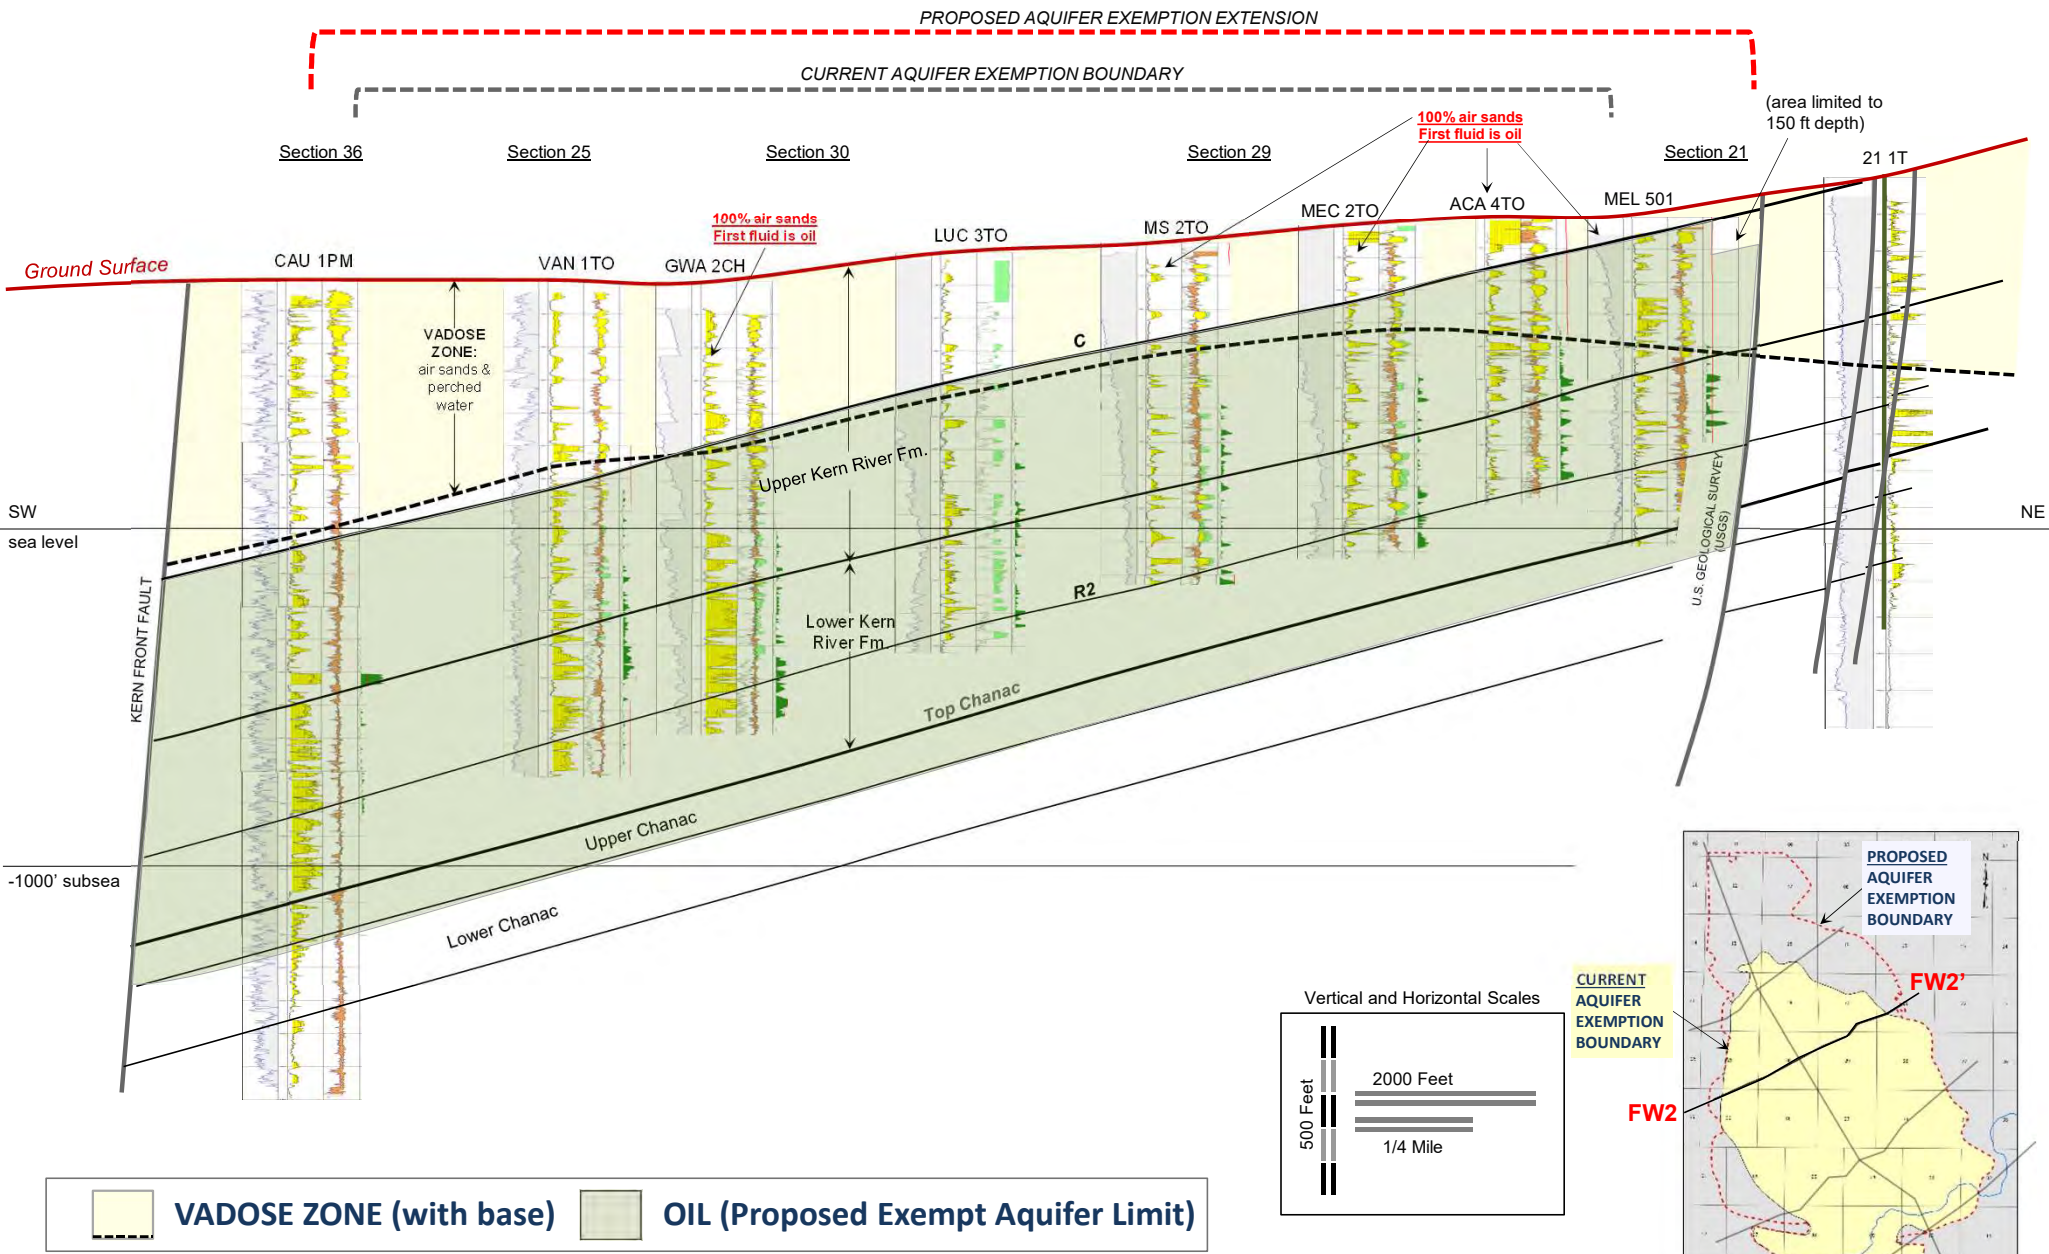 PROPOSED AQUIFER EXEMPTION EXTENSION
CURRENT AQUIFER EXEMPTION BOUNDARY
(area limited to
150 ft depth)
100% air sands
First fluid is oil
Section 36
Section 25
Section 30
Section 29
Section 21
21 1T
MEL 501
ACA 4TO
MEC 2TO
MS 2TO
LUC 3TO
100% air sands
First fluid is oil
GWA 2CH
VAN 1TO
CAU 1PM
Ground Surface
VADOSE
ZONE:
air sands &
perched
water
C
Upper Kern River Fm.
SW
sea level
NE
KERN FRONT FAULT
U.S. GEOLOGICAL SURVEY
(USGS)
R2
Lower Kern
River Fm.
Top Chanac
Upper Chanac
Lower Chanac
-1000' subsea
PROPOSED
AQUIFER
EXEMPTION
BOUNDARY
N
CURRENT
AQUIFER
EXEMPTION
BOUNDARY
FW2'
FW2
Vertical and Horizontal Scales
500 Feet
2000 Feet
1/4 Mile
VADOSE ZONE (with base)
OIL (Proposed Exempt Aquifer Limit)